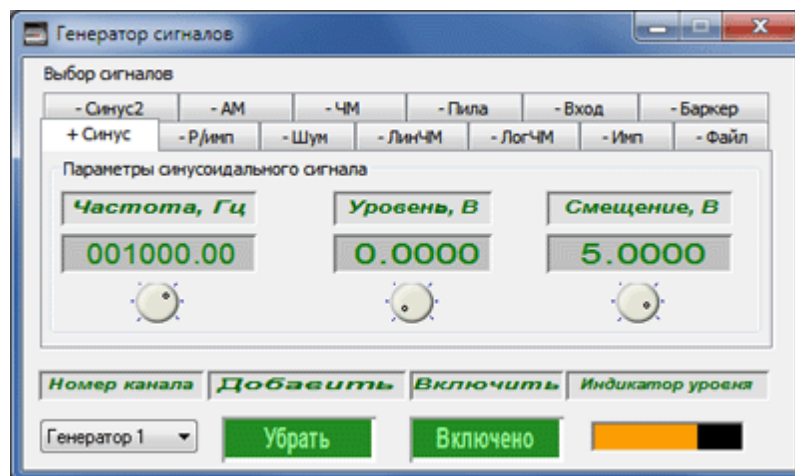 Генератор сигналов
Выбор сигналов
- Синус2 - АМ - ЧМ - Пила - Вход - Баркер
+ Синус - Р/имп - Шум - ЛинЧМ - ЛогЧМ - Имп - Файл
Параметры синусоидального сигнала
Частота, Гц Уровень, В Смещение, В
001000.00 0.0000 5.0000
Номер канала Добавить Включить Индикатор уровня
Генератор 1 Убрать Включено